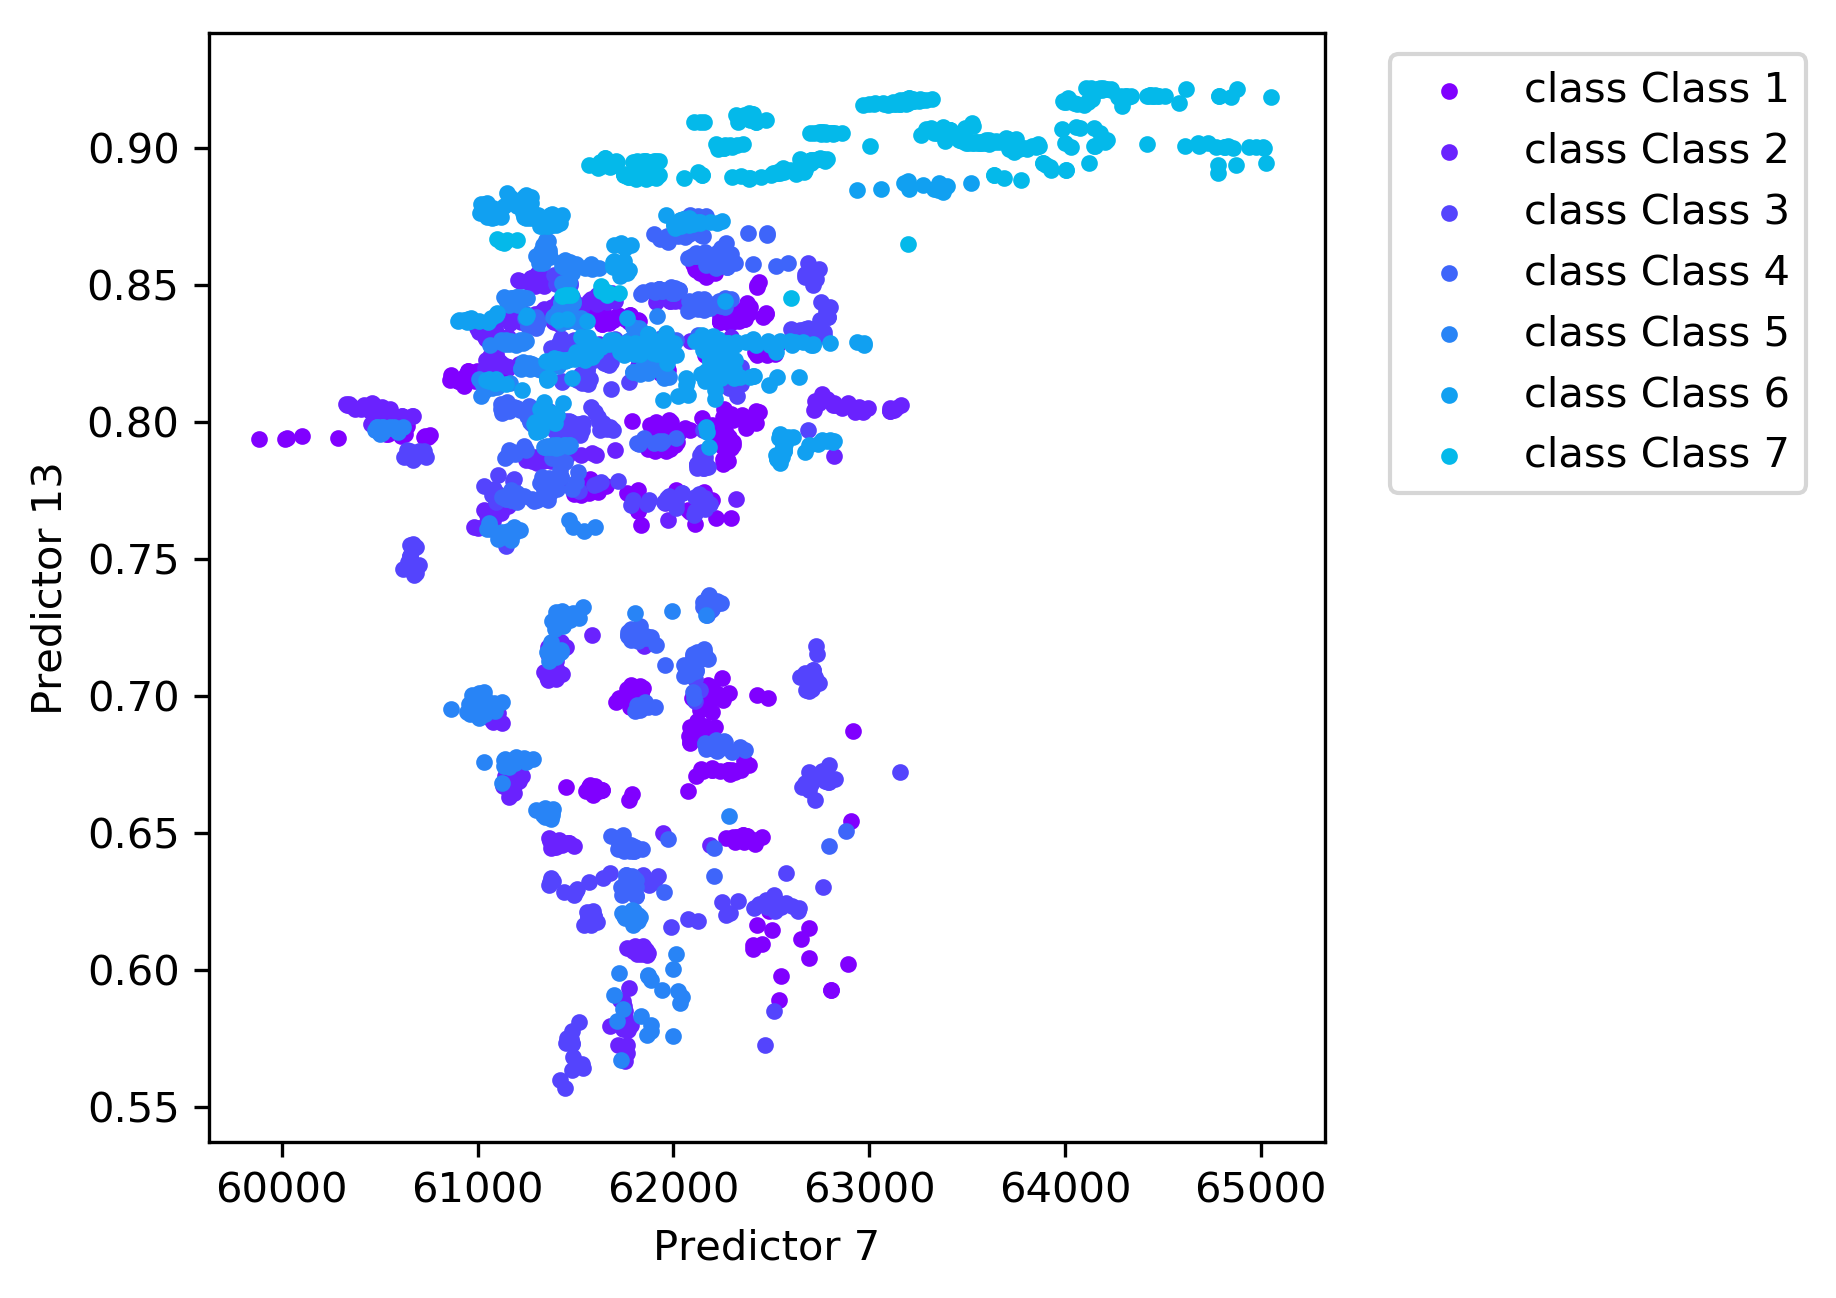 class Class 1
class Class 2
class Class 3
class Class 4
class Class 5
class Class 6
class Class 7
Predictor 13
0.90
0.85
0.80
0.75
0.70
0.65
0.60
0.55
60000 61000 62000 63000 64000 65000
Predictor 7